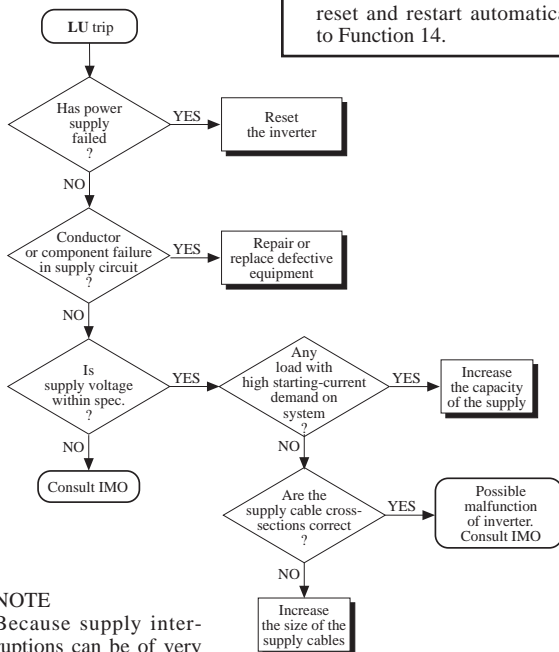 reset and restart automatica
to Function 14.
LU trip
Has power
supply
failed
?
YES
Reset
the inverter
NO
Conductor
or component failure
in supply circuit
?
YES
Repair or
replace defective
equipment
NO
Is
supply voltage
within spec.
?
YES
Any
load with
high starting-current
demand on
system
?
YES
Increase
the capacity
of the supply
NO
Consult IMO
NO
Are the
supply cable cross-
sections correct
?
YES
Possible
malfunction
of inverter.
Consult IMO
NO
Increase
the size of the
supply cables
NOTE
Because supply inter-
ruptions can be of very